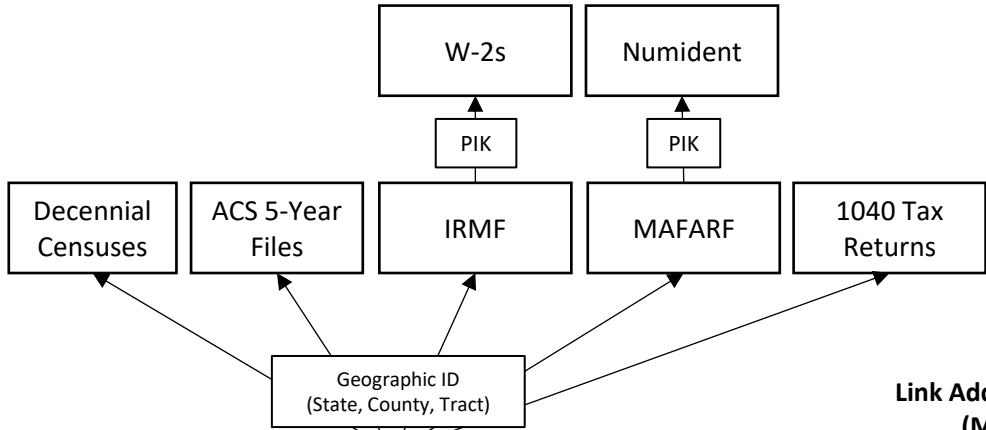 W-2s
Numident
PIK
PIK
Decennial
Censuses
ACS 5-Year
Files
IRMF
MAFARF
1040 Tax
Returns
Geographic ID
(State, County, Tract)
Link